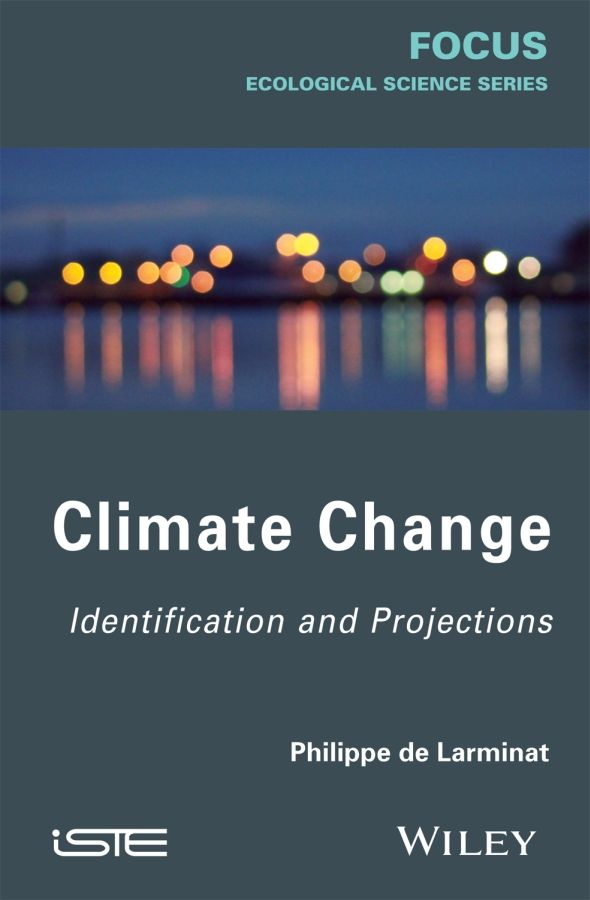 FOCUS
ECOLOGICAL SCIENCE SERIES
Climate Change
Identification and Projections
Philippe de Larminat
iSTE
WILEY